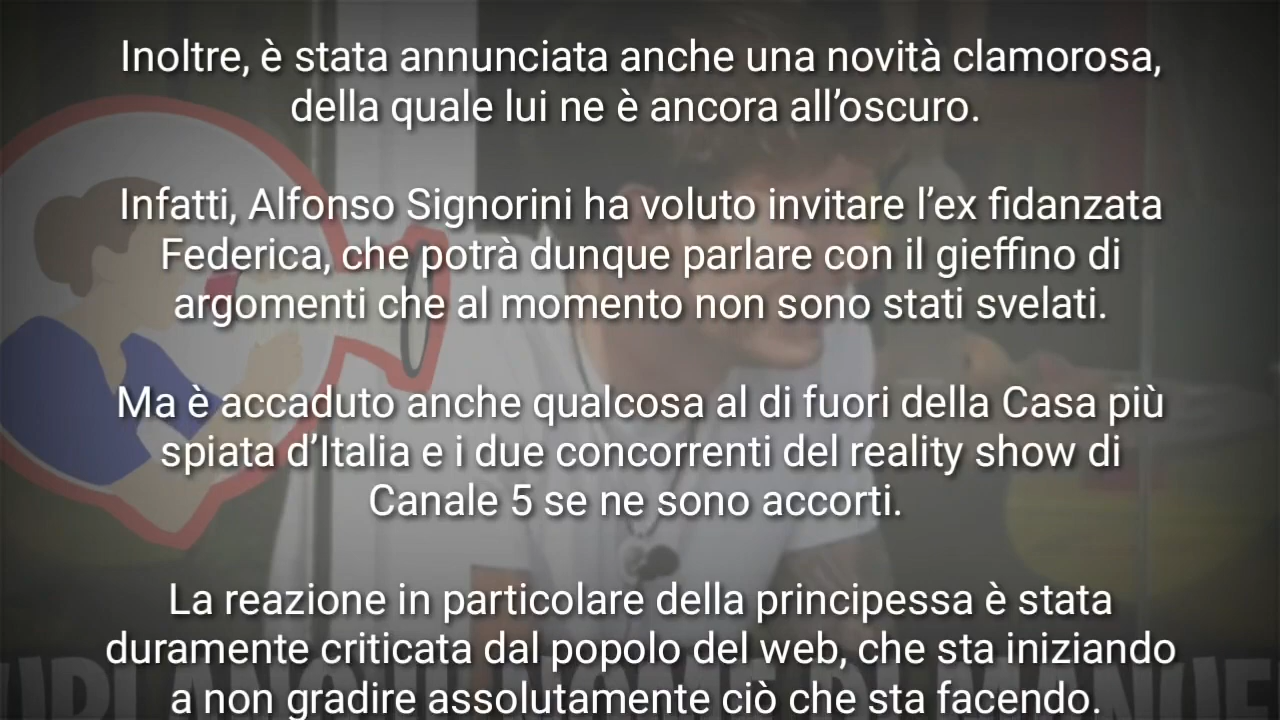 Inoltre, è stata annunciata anche una novità clamorosa,
della quale lui ne è ancora all’oscuro.
Infatti, Alfonso Signorini ha voluto invitare l’ex fidanzata
Federica, che potrà dunque parlare con il gieffino di
argomenti che al momento non sono stati svelati.
Ma è accaduto anche qualcosa al di fuori della Casa più
spiata d’Italia e i due concorrenti del reality show di
Canale 5 se ne sono accorti.
La reazione in particolare della principessa è stata
duramente criticata dal popolo del web, che sta iniziando
a non gradire assolutamente ciò che sta facendo.